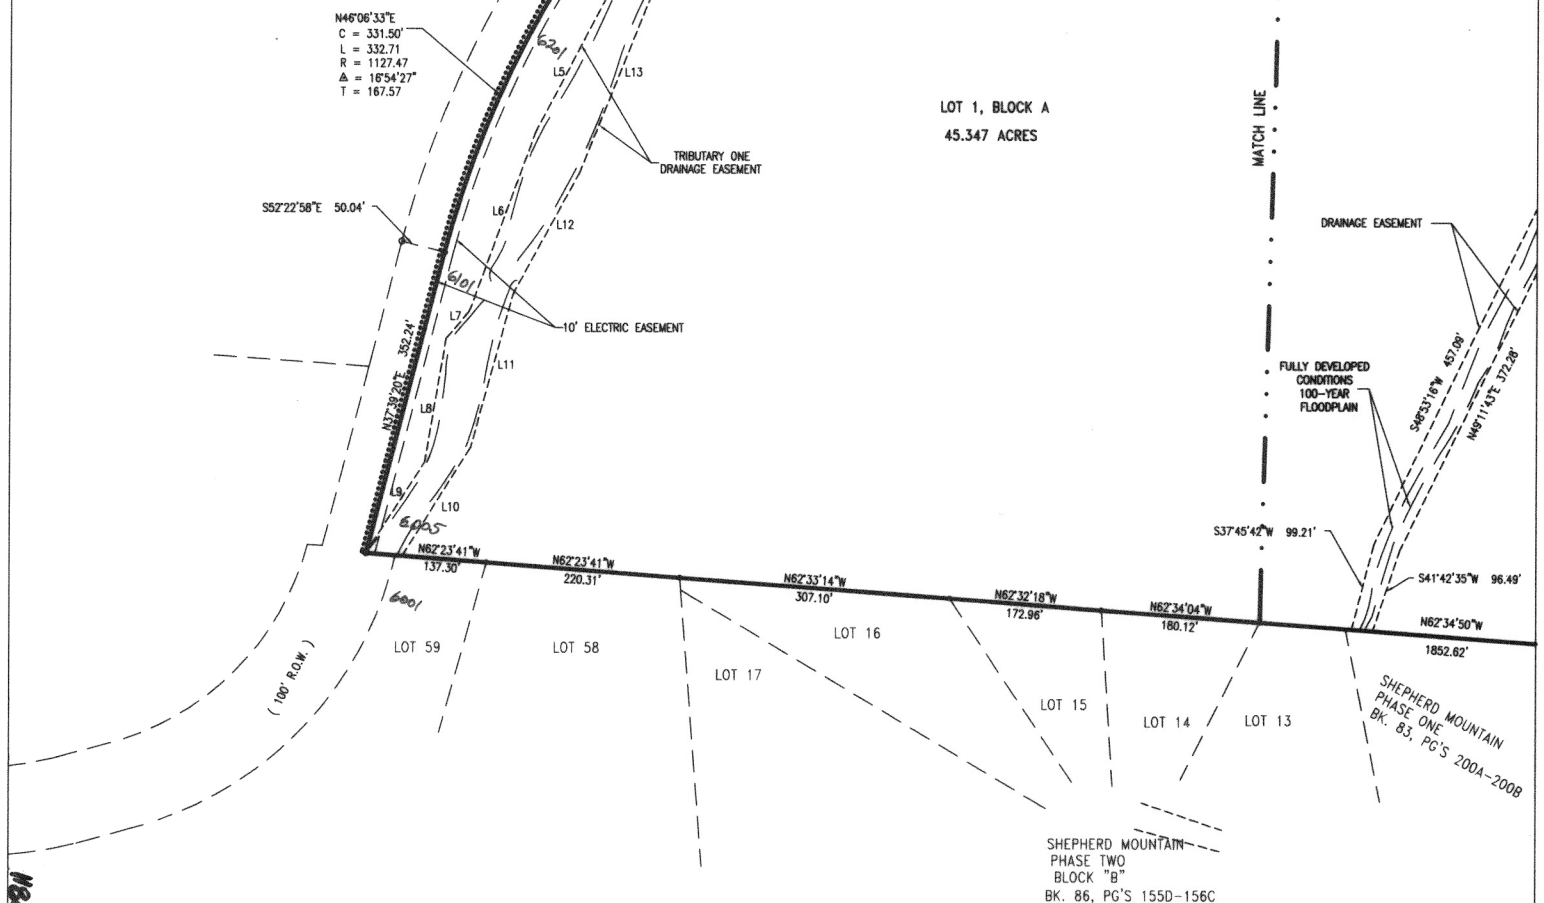 N46°06'33"E
C = 331.50'
L = 332.71
R = 1127.47
Δ = 16°54'27"
T = 167.57
6201
L5
L13
LOT 1, BLOCK A
45.347 ACRES
MATCH LINE
TRIBUTARY ONE
DRAINAGE EASEMENT
S52°22'58"E 50.04'
L6
L12
DRAINAGE EASEMENT
6101
L7
10' ELECTRIC EASEMENT
N37°39'20"E 352.24'
L11
L8
FULLY DEVELOPED
CONDITIONS
100-YEAR
FLOODPLAIN
S48°53'16"W 457.09'
N49°11'43"E 372.28'
L9
L10
6005
S37°45'42"W 99.21'
S41°42'35"W 96.49'
N62°23'41"W
137.30'
N62°23'41"W
220.31'
N62°33'14"W
307.10'
N62°32'18"W
172.96'
N62°34'04"W
180.12'
N62°34'50"W
1852.62'
6001
LOT 59
LOT 58
LOT 17
LOT 16
LOT 15
LOT 14
LOT 13
(100' R.O.W.)
SHEPHERD MOUNTAIN
PHASE ONE
BK. 83, PG'S 200A-200B
SHEPHERD MOUNTAIN
PHASE TWO
BLOCK "B"
BK. 86, PG'S 155D-156C